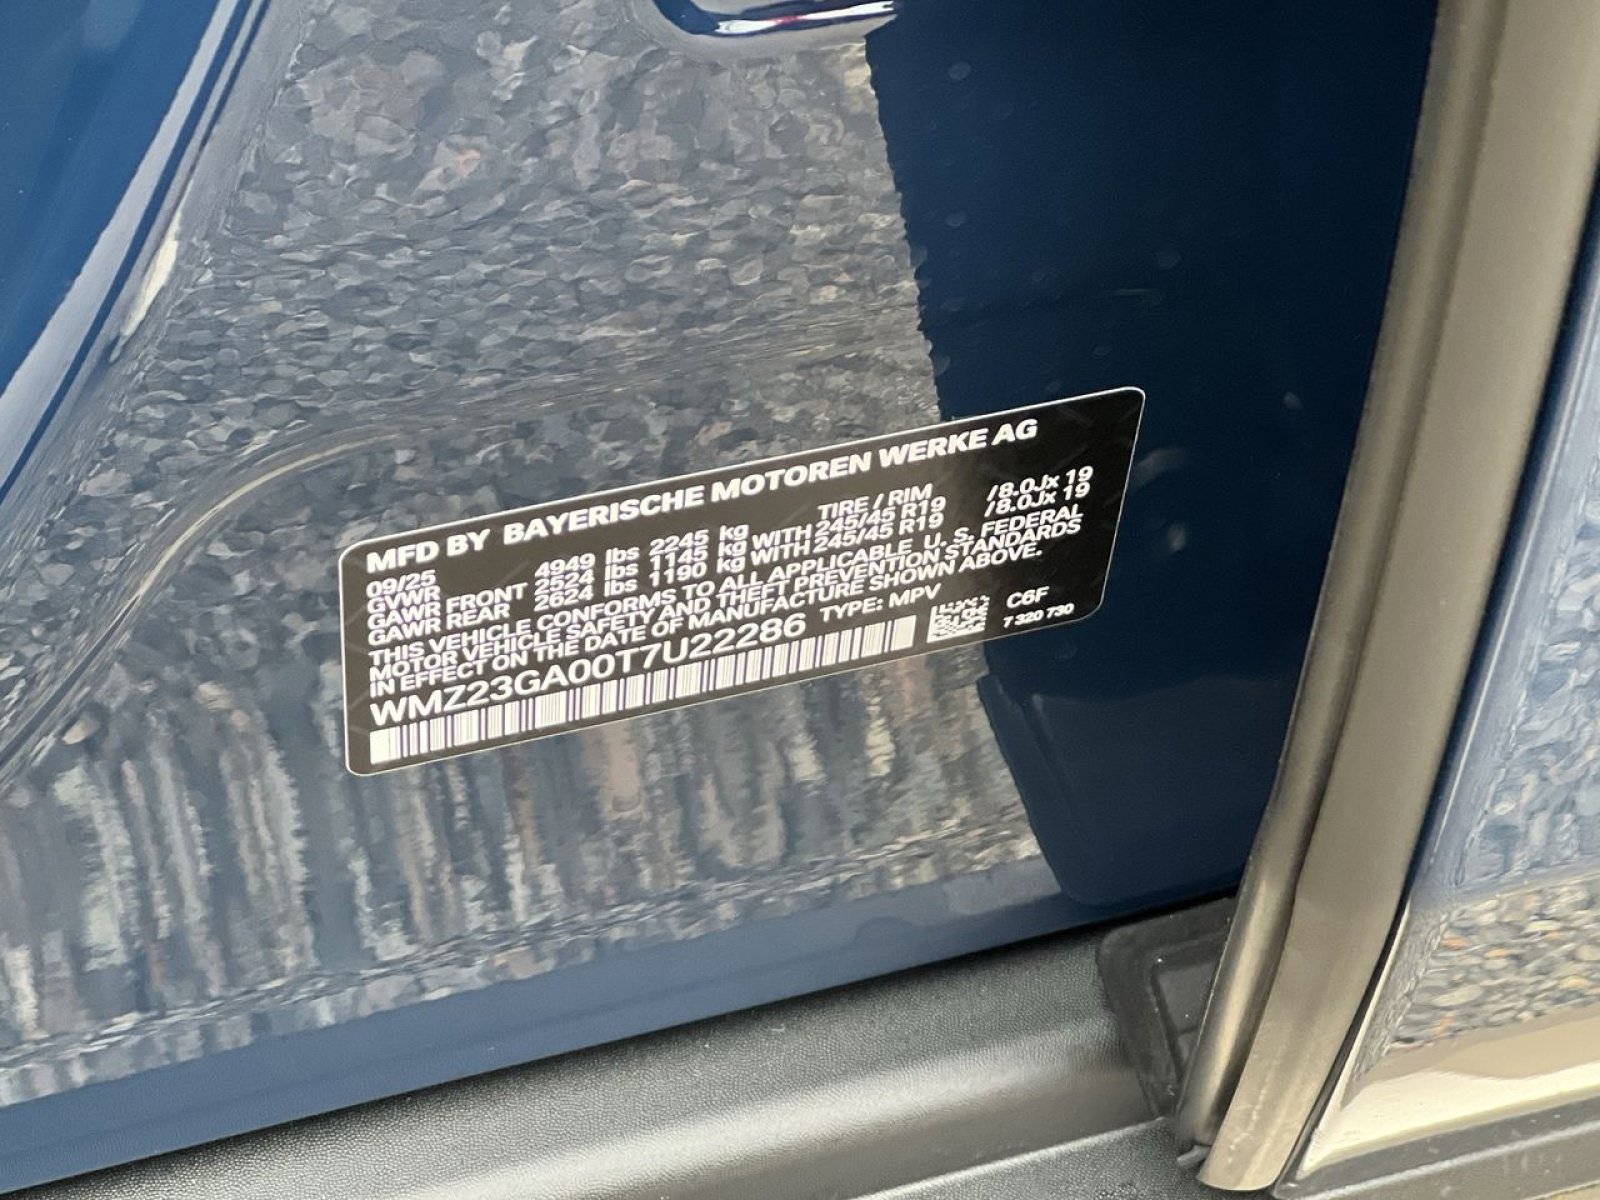 MFD BY BAYERISCHE MOTOREN WERKE AG
09/25 TIRE / RIM
GVWR 4949 lbs 2245 kg
GAWR FRONT 2524 lbs 1145 kg WITH 245/45 R19 /8.0Jx 19
GAWR REAR 2624 lbs 1190 kg WITH 245/45 R19 /8.0Jx 19
THIS VEHICLE CONFORMS TO ALL APPLICABLE U. S. FEDERAL
MOTOR VEHICLE SAFETY AND THEFT PREVENTION STANDARDS
IN EFFECT ON THE DATE OF MANUFACTURE SHOWN ABOVE.
WMZ23GA00T7U22286 TYPE: MPV
C6F
7 320 730